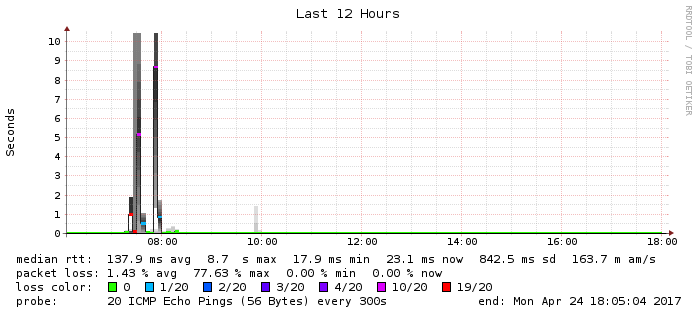 Last 12 Hours
RRDTOOL / TOBI OETIKER
Seconds
10
9
8
7
6
5
4
3
2
1
0
08:00 10:00 12:00 14:00 16:00 18:00
median rtt: 137.9 ms avg 8.7 s max 17.9 ms min 23.1 ms now 842.5 ms sd 163.7 m am/s
packet loss: 1.43 % avg 77.63 % max 0.00 % min 0.00 % now
loss color: 0 1/20 2/20 3/20 4/20 10/20 19/20
probe: 20 ICMP Echo Pings (56 Bytes) every 300s end: Mon Apr 24 18:05:04 2017